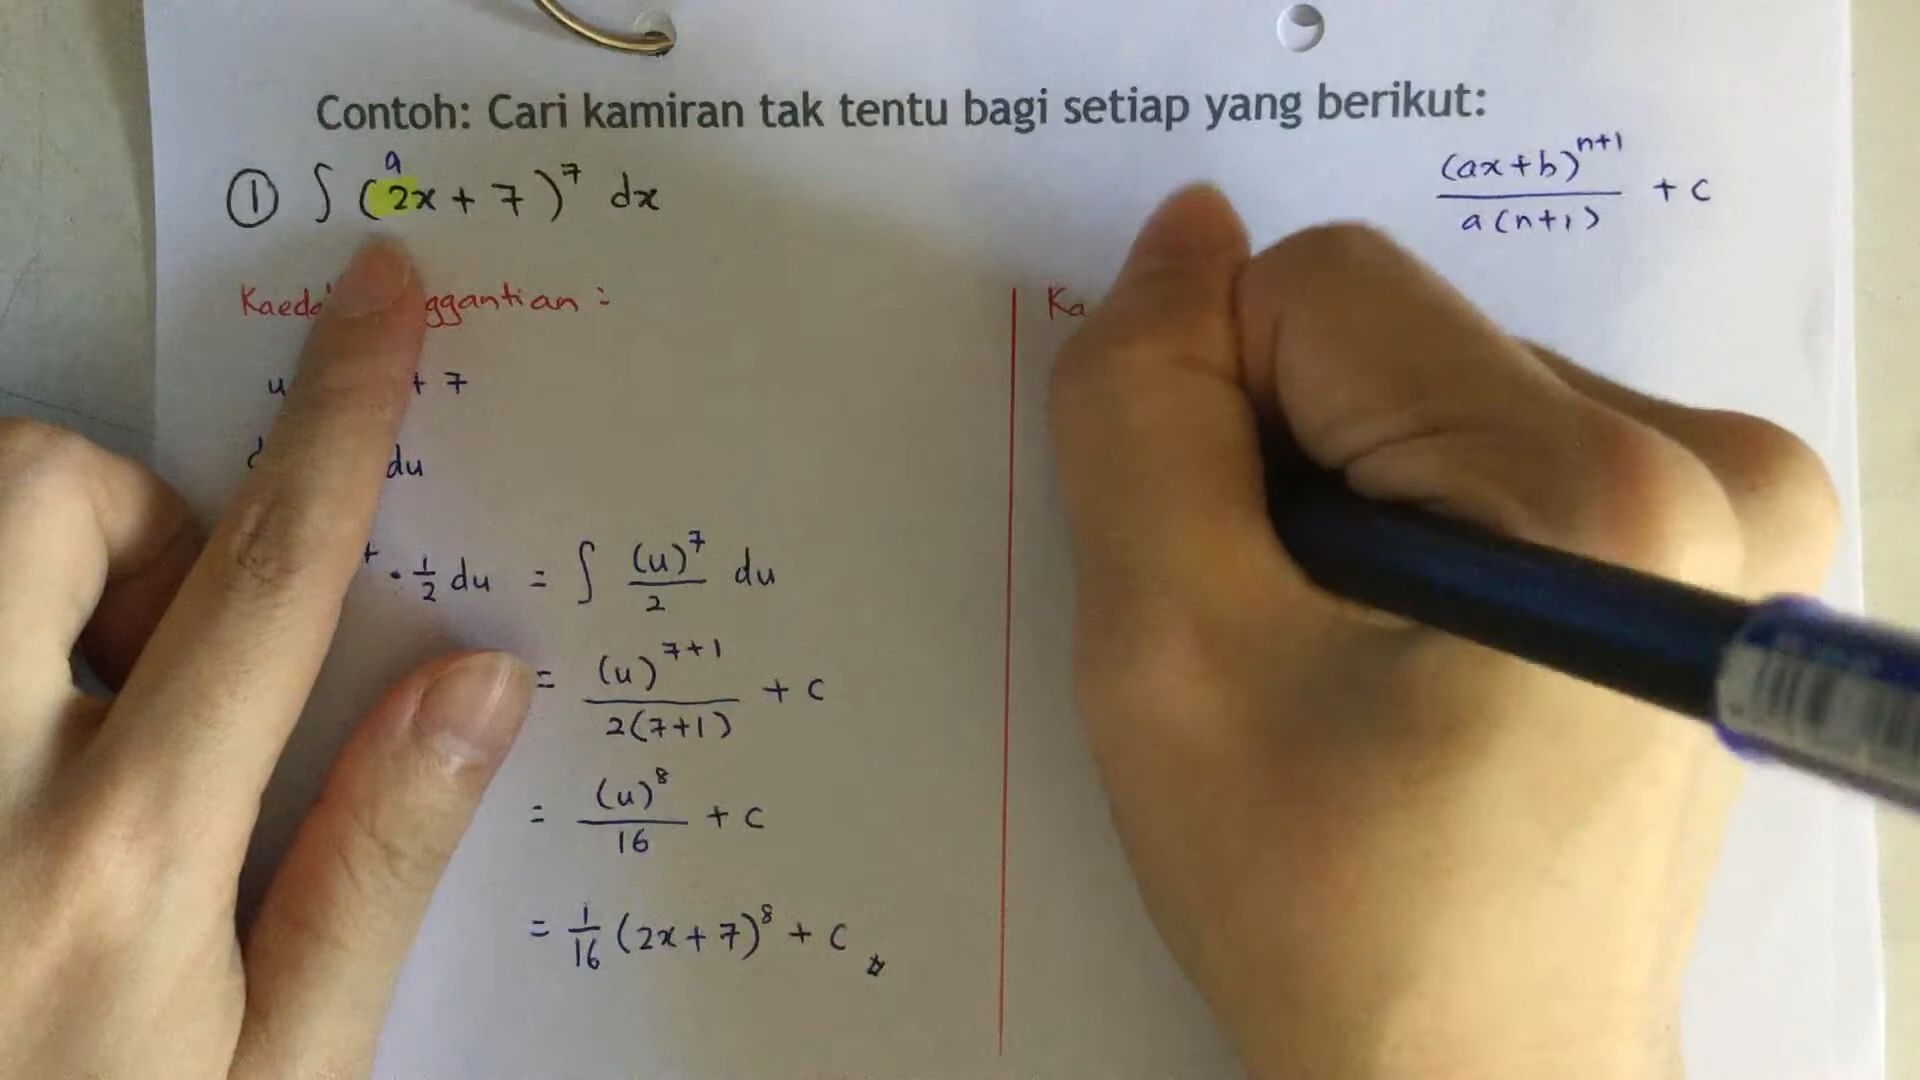 Contoh: Cari kamiran tak tentu bagi setiap yang berikut:
a
① ∫ (2x + 7)⁷ dx
(ax+b)ⁿ⁺¹ / a(n+1) + c
ggantian :
Ka
u + 7
du
· 1/2 du = ∫ (u)⁷ / 2 du
= (u)⁷⁺¹ / 2(7+1) + c
= (u)⁸ / 16 + c
= 1/16 (2x+7)⁸ + c